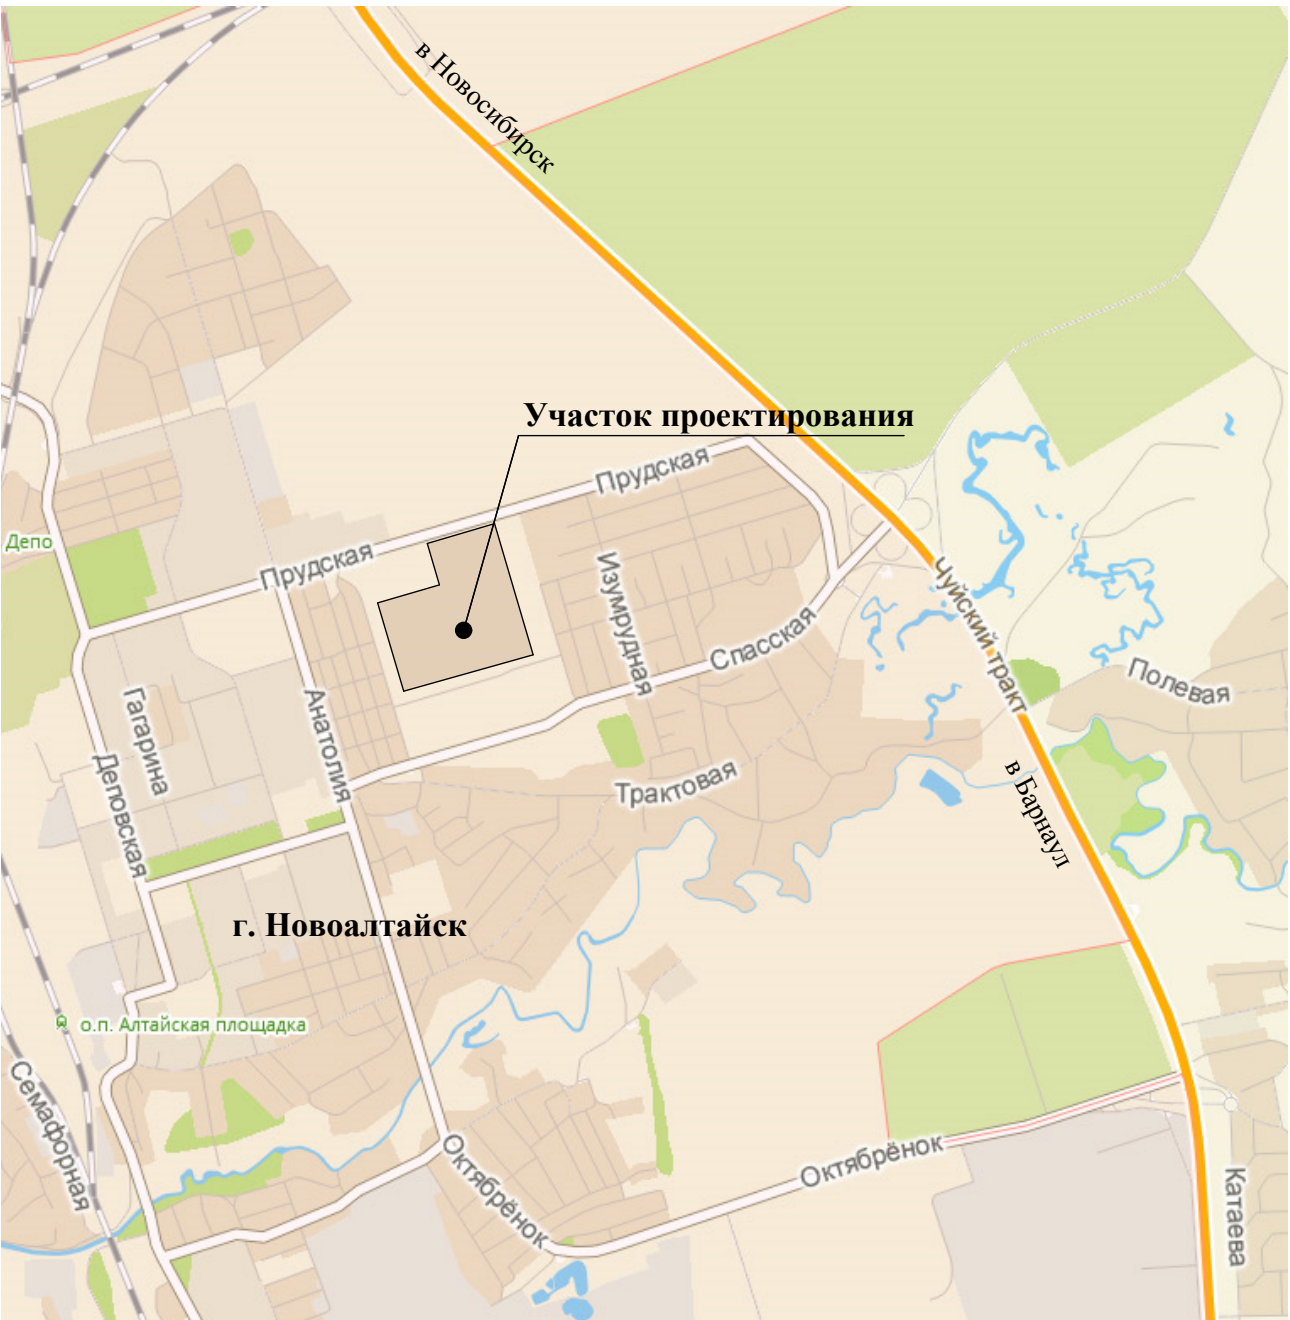 в Новосибирск
Участок проектирования
Прудская
Депо
Прудская
Изумрудная
Чуйский тракт
Спасская
Полевая
Гагарина
Анатолия
Деповская
Трактовая
в Барнаул
г. Новоалтайск
о.п. Алтайская площадка
Семафорная
Октябрёнок
Октябрёнок
Катаева